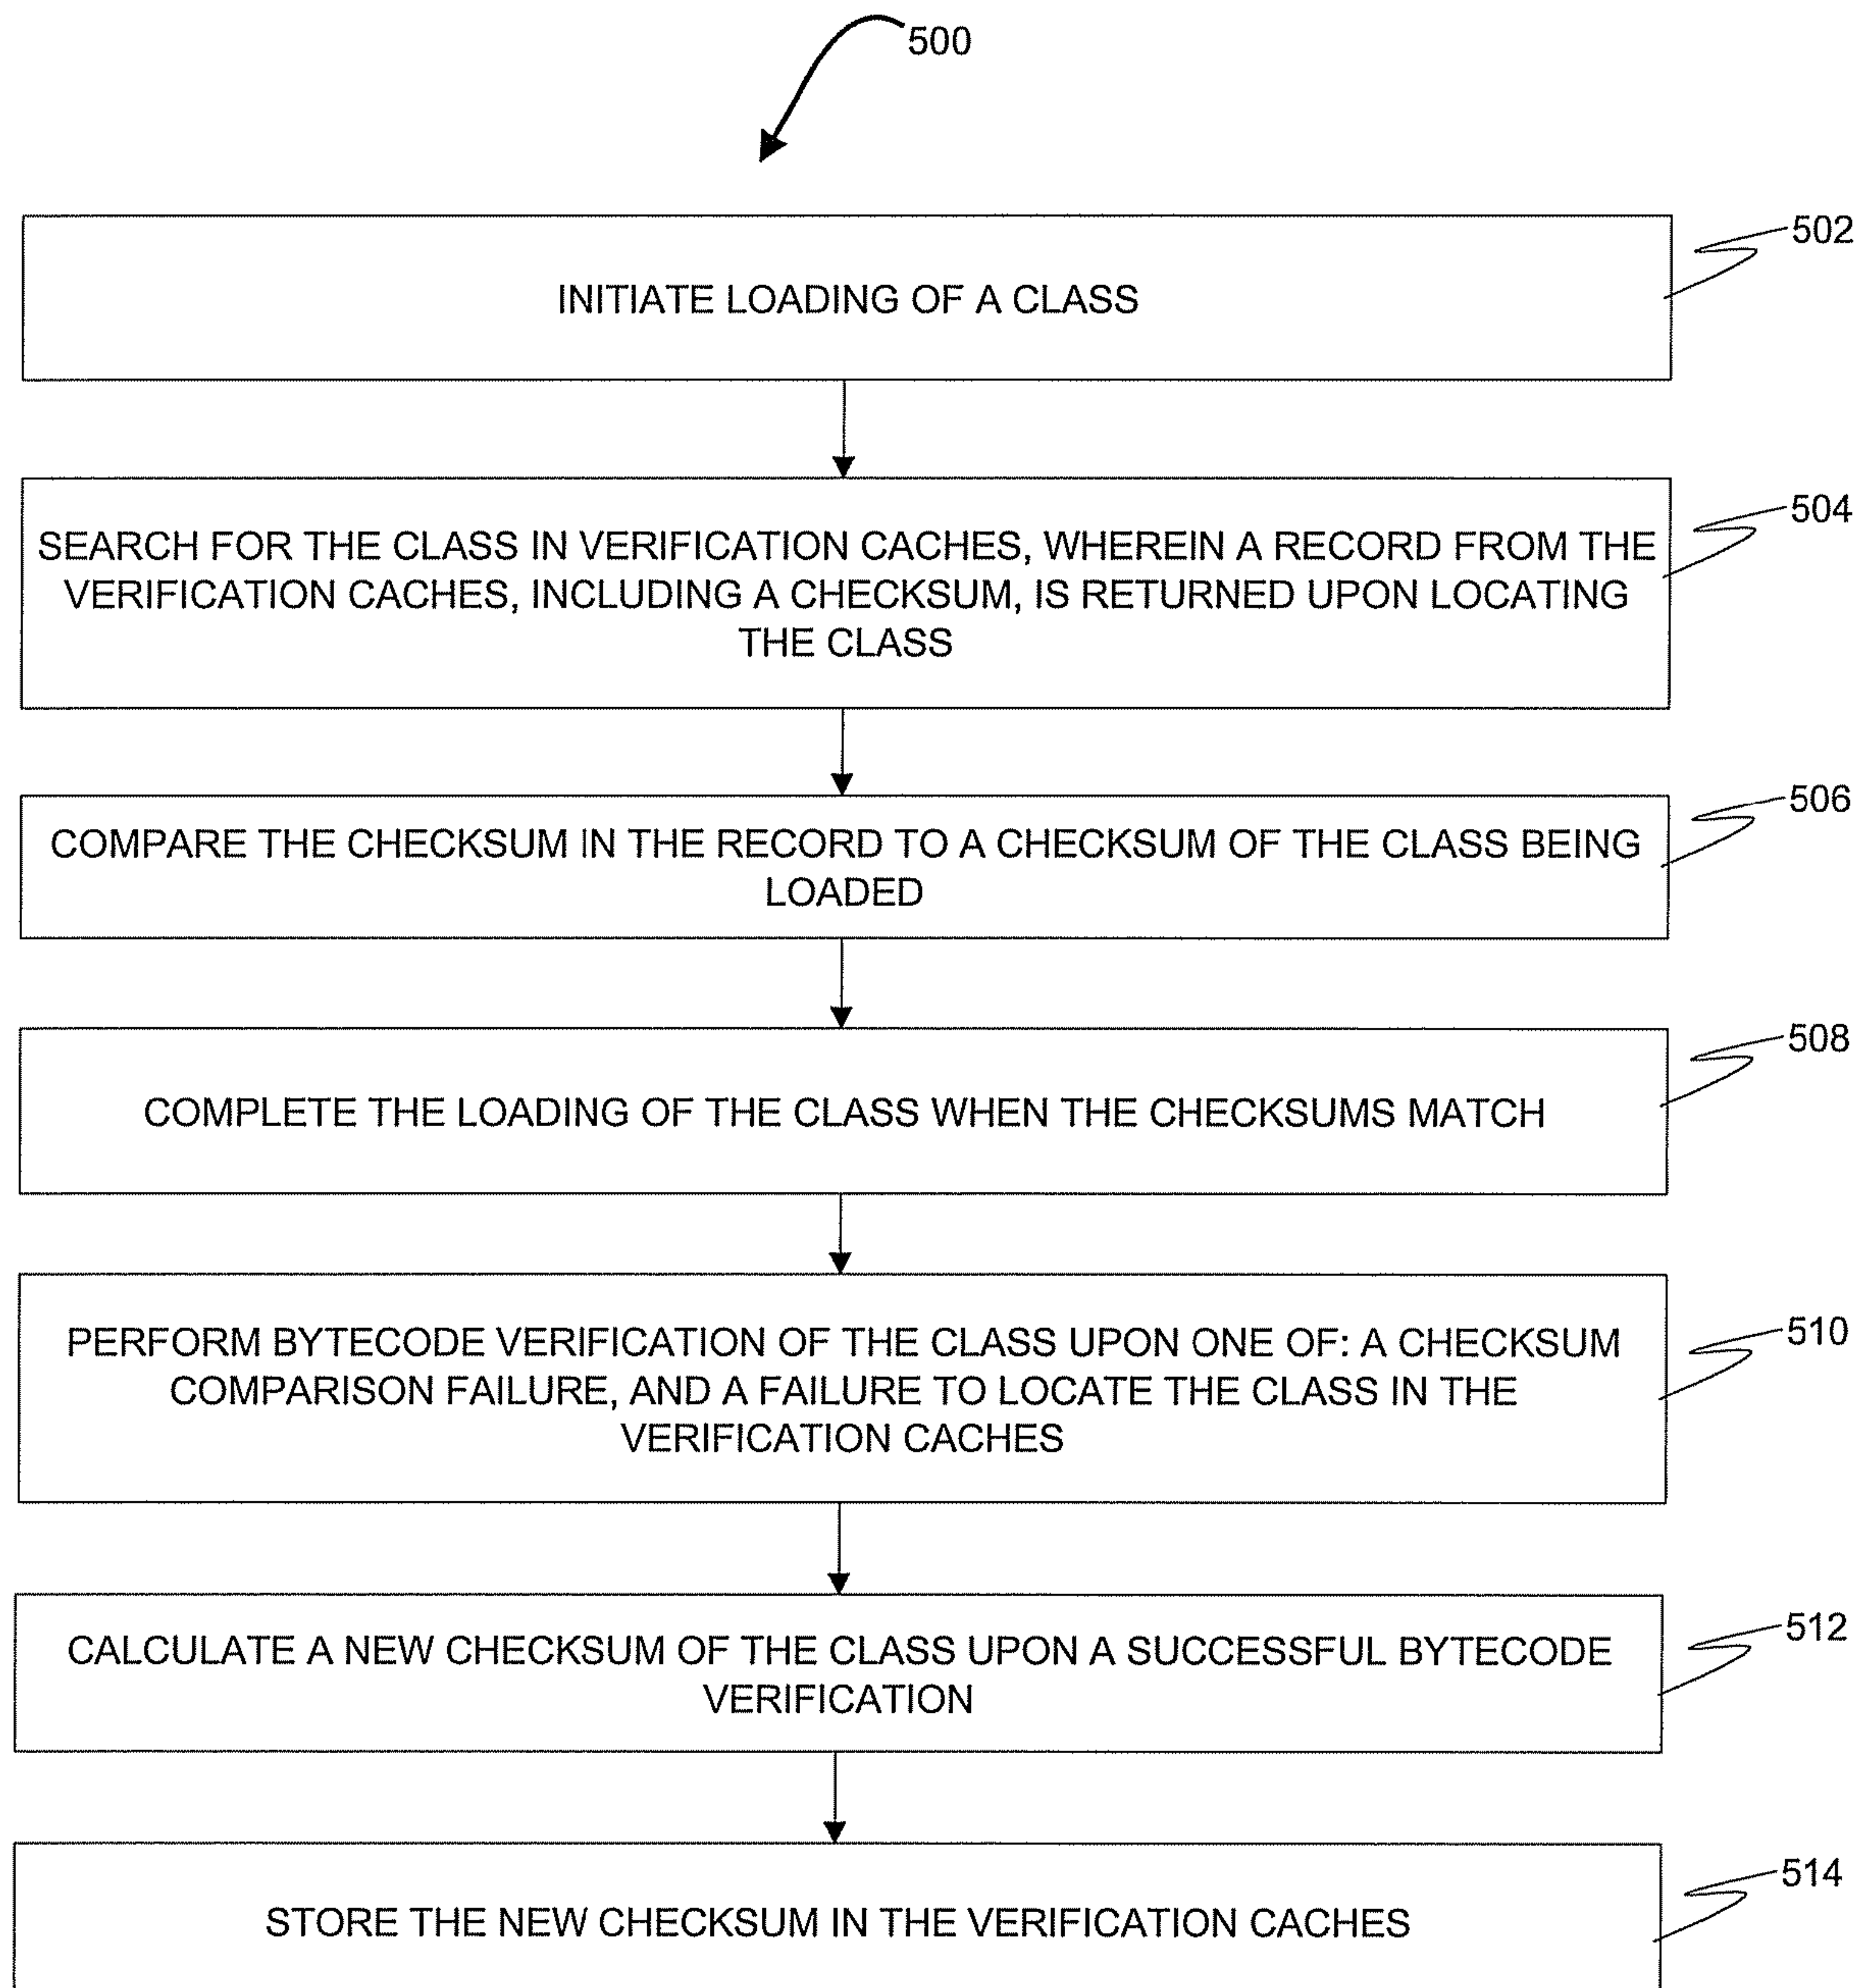 500
502
INITIATE LOADING OF A CLASS
504
SEARCH FOR THE CLASS IN VERIFICATION CACHES, WHEREIN A RECORD FROM THE
VERIFICATION CACHES, INCLUDING A CHECKSUM, IS RETURNED UPON LOCATING
THE CLASS
506
COMPARE THE CHECKSUM IN THE RECORD TO A CHECKSUM OF THE CLASS BEING
LOADED
508
COMPLETE THE LOADING OF THE CLASS WHEN THE CHECKSUMS MATCH
510
PERFORM BYTECODE VERIFICATION OF THE CLASS UPON ONE OF: A CHECKSUM
COMPARISON FAILURE, AND A FAILURE TO LOCATE THE CLASS IN THE
VERIFICATION CACHES
512
CALCULATE A NEW CHECKSUM OF THE CLASS UPON A SUCCESSFUL BYTECODE
VERIFICATION
514
STORE THE NEW CHECKSUM IN THE VERIFICATION CACHES